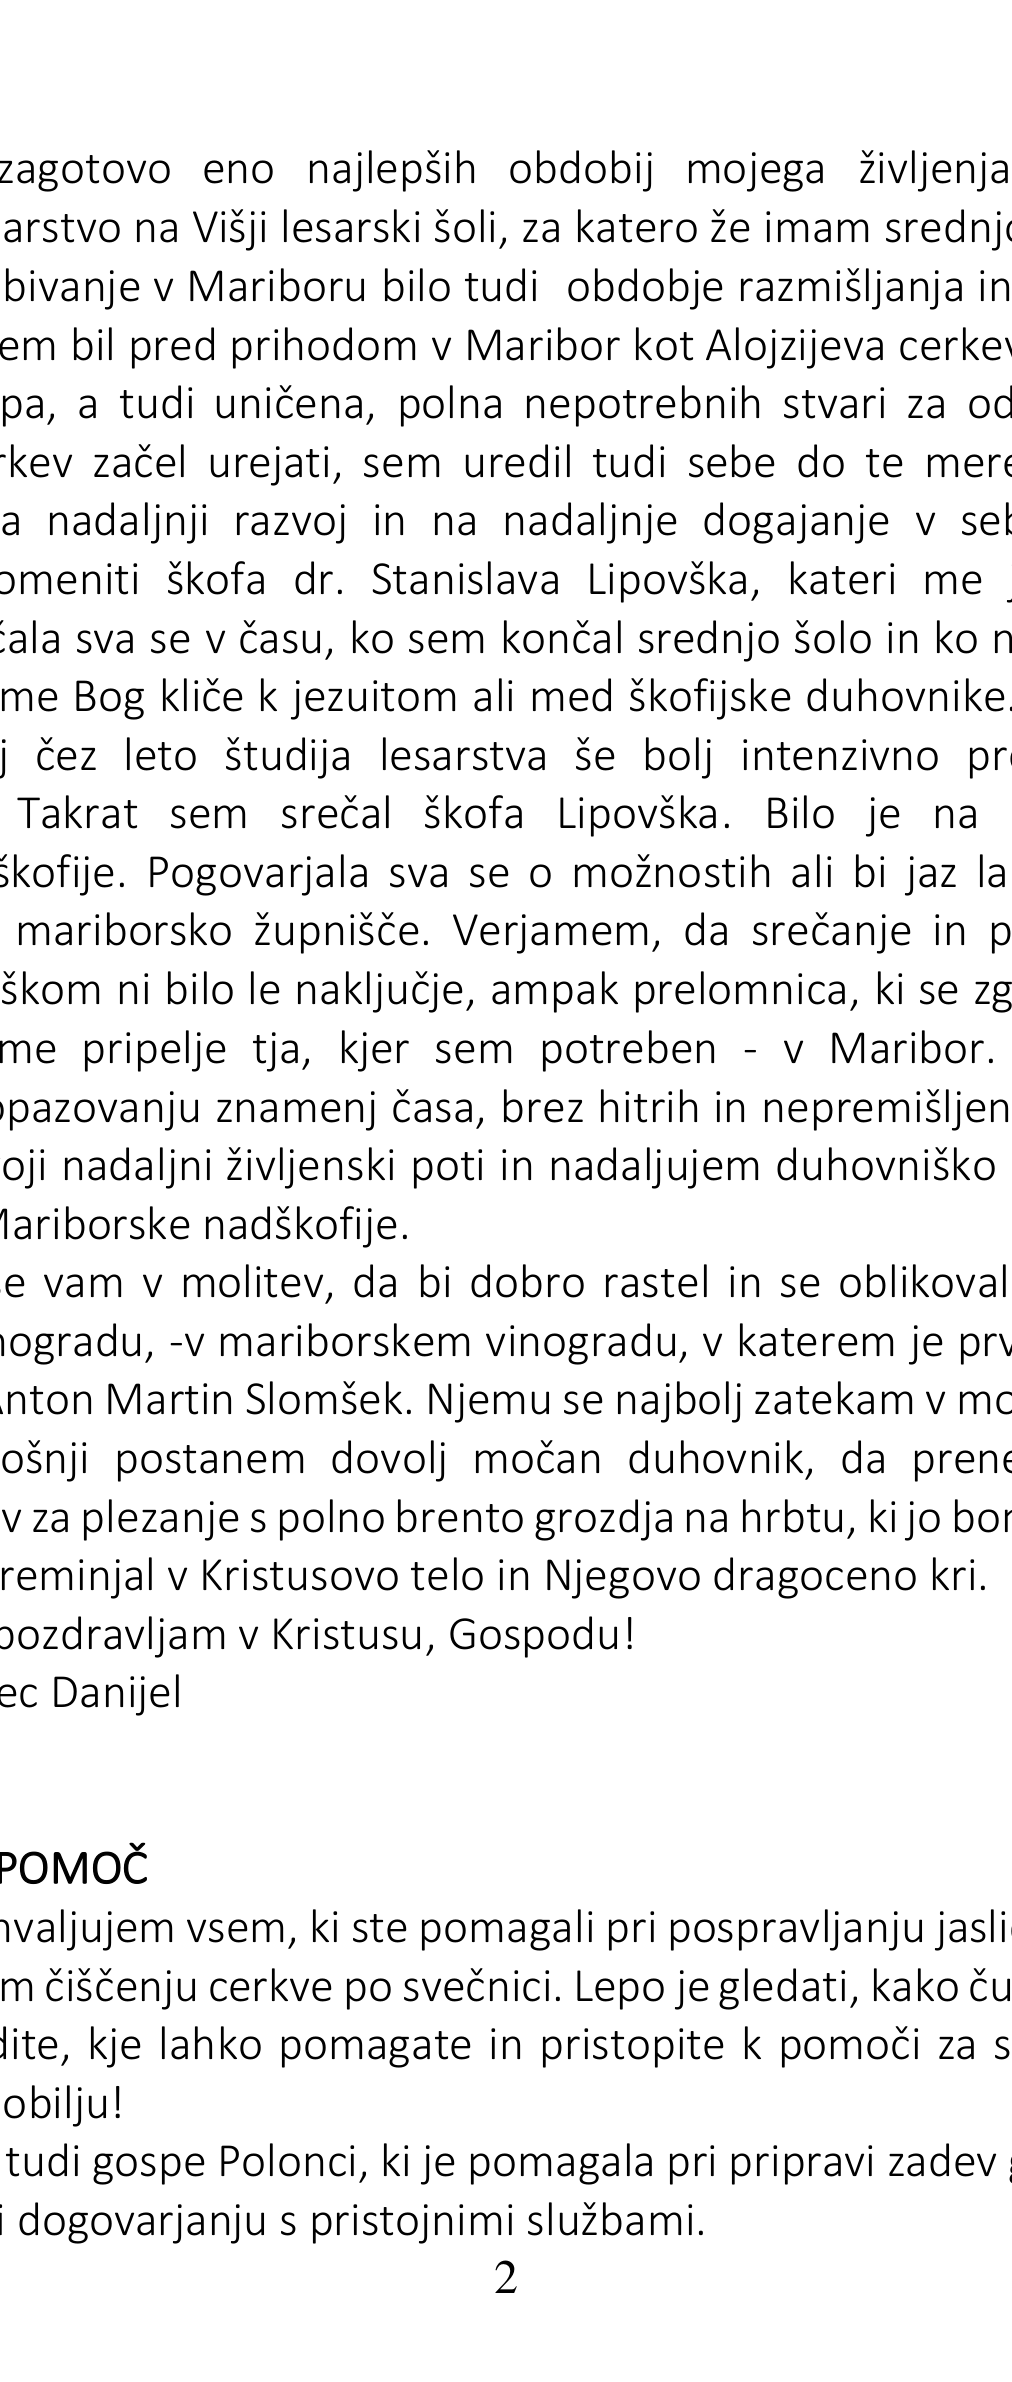 zagotovo eno najlepših obdobij mojega življenja
arstvo na Višji lesarski šoli, za katero že imam srednjo
bivanje v Mariboru bilo tudi obdobje razmišljanja in
em bil pred prihodom v Maribor kot Alojzijeva cerkev
pa, a tudi uničena, polna nepotrebnih stvari za od
rkev začel urejati, sem uredil tudi sebe do te mere
a nadaljnji razvoj in na nadaljnje dogajanje v seb
omeniti škofa dr. Stanislava Lipovška, kateri me j
čala sva se v času, ko sem končal srednjo šolo in ko n
me Bog kliče k jezuitom ali med škofijske duhovnike.
j čez leto študija lesarstva še bolj intenzivno pre
Takrat sem srečal škofa Lipovška. Bilo je na
škofije. Pogovarjala sva se o možnostih ali bi jaz la
mariborsko župnišče. Verjamem, da srečanje in p
škom ni bilo le naključje, ampak prelomnica, ki se zg
me pripelje tja, kjer sem potreben - v Maribor.
opazovanju znamenj časa, brez hitrih in nepremišljen
oji nadaljni življenski poti in nadaljujem duhovniško
Mariborske nadškofije.
se vam v molitev, da bi dobro rastel in se oblikoval
nogradu, -v mariborskem vinogradu, v katerem je prv
Anton Martin Slomšek. Njemu se najbolj zatekam v mo
ošnji postanem dovolj močan duhovnik, da prene
v za plezanje s polno brento grozdja na hrbtu, ki jo bom
reminjal v Kristusovo telo in Njegovo dragoceno kri.
pozdravljam v Kristusu, Gospodu!
ec Danijel
POMOČ
hvaljujem vsem, ki ste pomagali pri pospravljanju jaslic
m čiščenju cerkve po svečnici. Lepo je gledati, kako ču
dite, kje lahko pomagate in pristopite k pomoči za s
obilju!
tudi gospe Polonci, ki je pomagala pri pripravi zadev g
i dogovarjanju s pristojnimi službami.
2